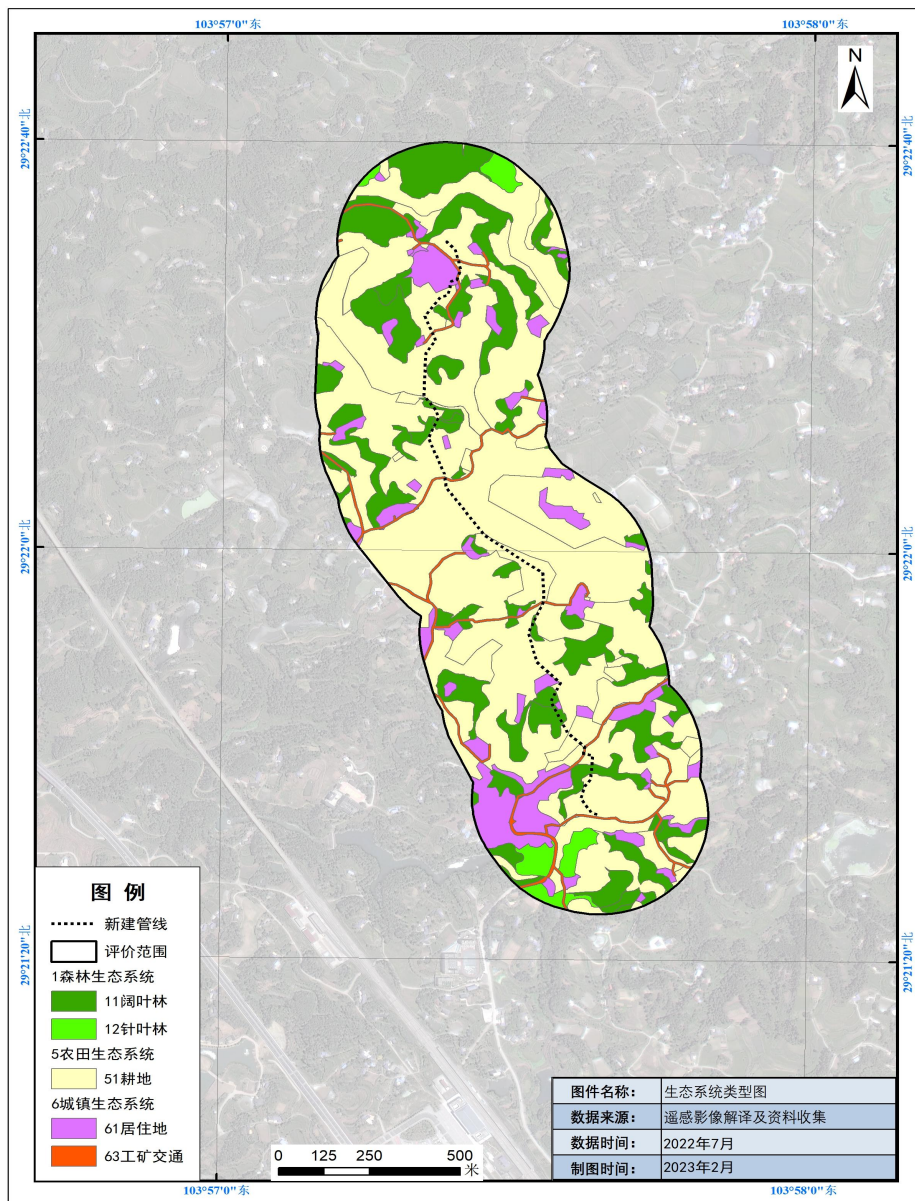 103°57'0"东
103°58'0"东
N
29°22'40"北
29°22'40"北
29°22'0"北
29°22'0"北
29°21'20"北
29°21'20"北
图 例
新建管线
评价范围
1森林生态系统
11阔叶林
12针叶林
5农田生态系统
51耕地
6城镇生态系统
61居住地
63工矿交通
0 125 250 500
米
图件名称： 生态系统类型图
数据来源： 遥感影像解译及资料收集
数据时间： 2022年7月
制图时间： 2023年2月
103°57'0"东
103°58'0"东